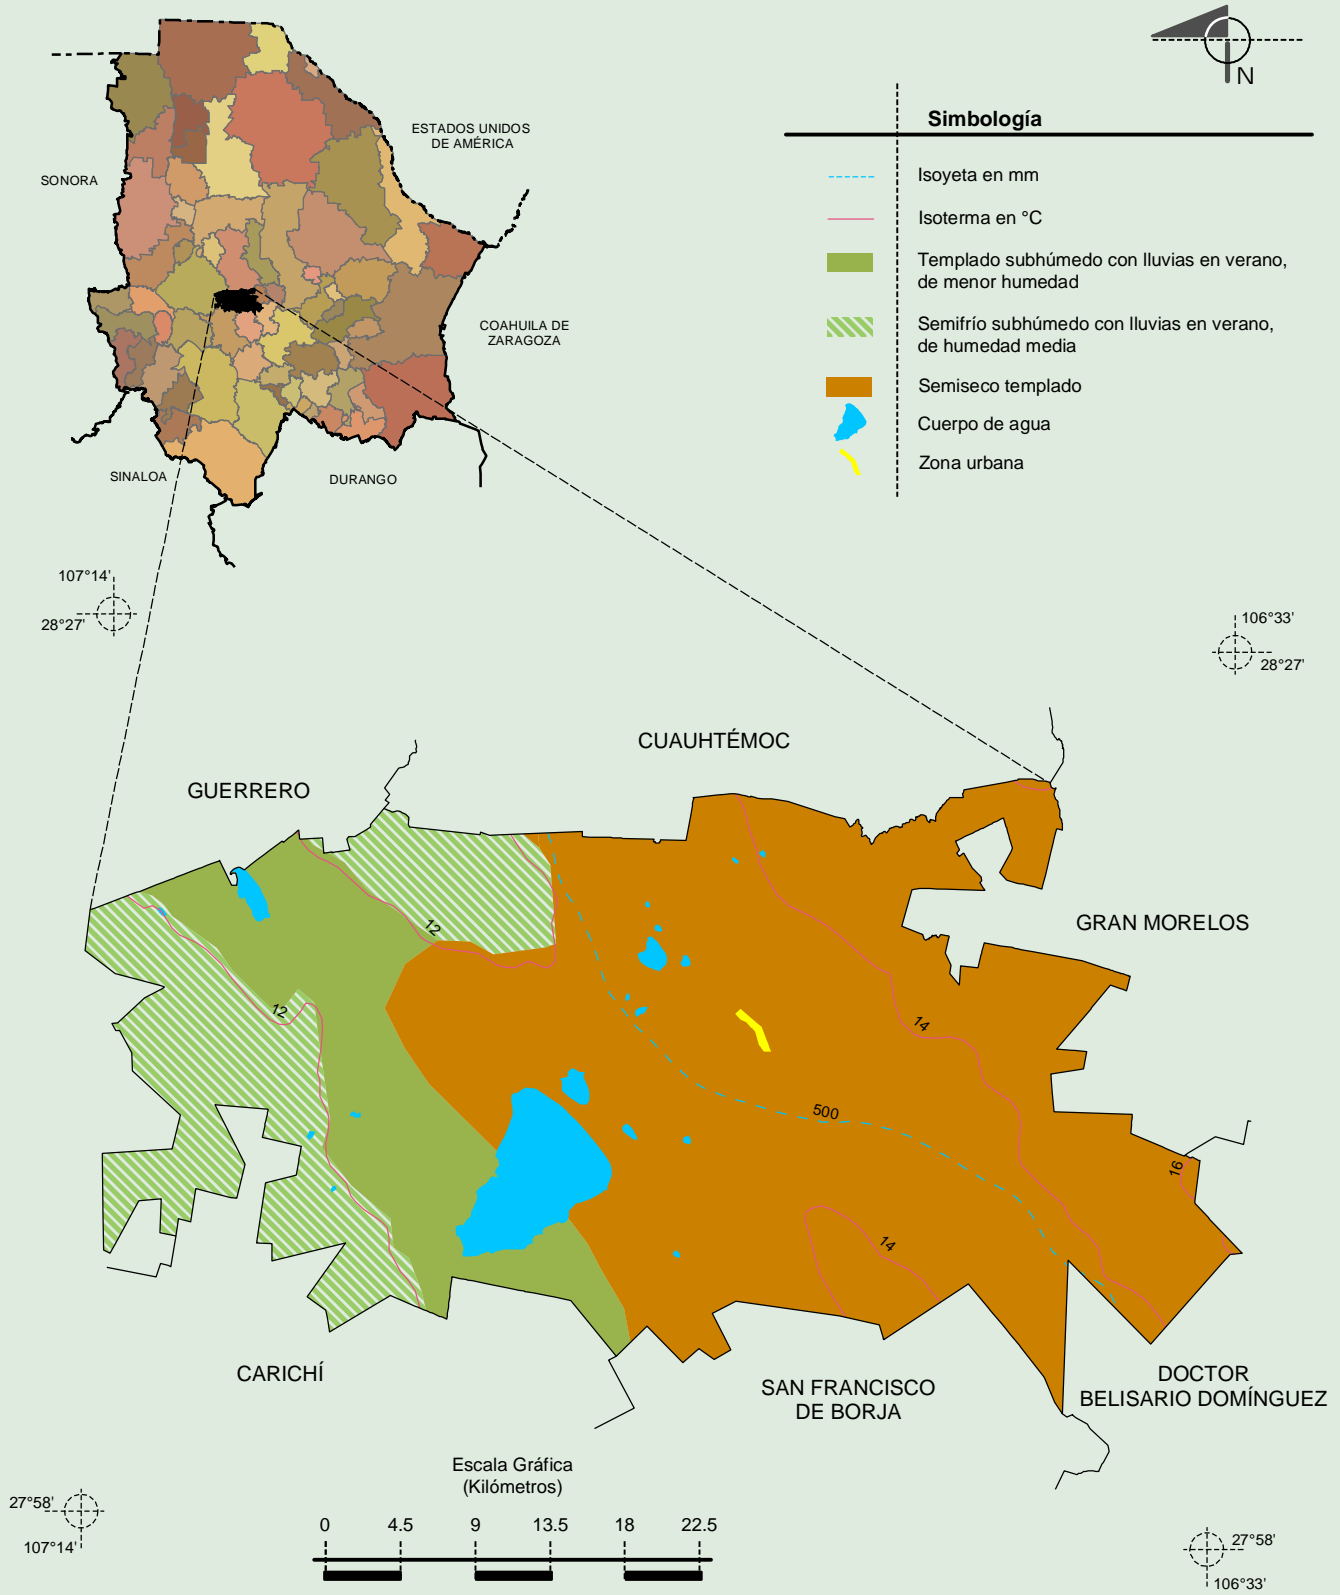 N
Simbología
Isoyeta en mm
Isoterma en °C
Templado subhúmedo con lluvias en verano,
de menor humedad
Semifrío subhúmedo con lluvias en verano,
de humedad media
Semiseco templado
Cuerpo de agua
Zona urbana
ESTADOS UNIDOS
DE AMÉRICA
SONORA
COAHUILA DE
ZARAGOZA
SINALOA
DURANGO
107°14'
28°27'
106°33'
28°27'
CUAUHTÉMOC
GUERRERO
GRAN MORELOS
12
12
14
500
16
14
CARICHÍ
SAN FRANCISCO
DE BORJA
DOCTOR
BELISARIO DOMÍNGUEZ
Escala Gráfica
(Kilómetros)
0 4.5 9 13.5 18 22.5
27°58'
107°14'
27°58'
106°33'